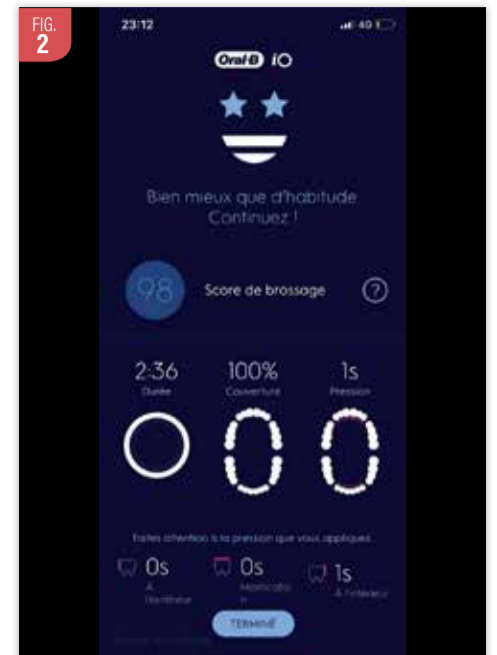 FIG.
2
23:12
4G
Oral-B iO
Bien mieux que d'habitude.
Continuez !
98 Score de brossage ?
2:36 100% 1s
Durée Couverture Pression
Faites attention à la pression que vous appliquez.
0s 0s 1s
À À l'intérieur
TERMINÉ